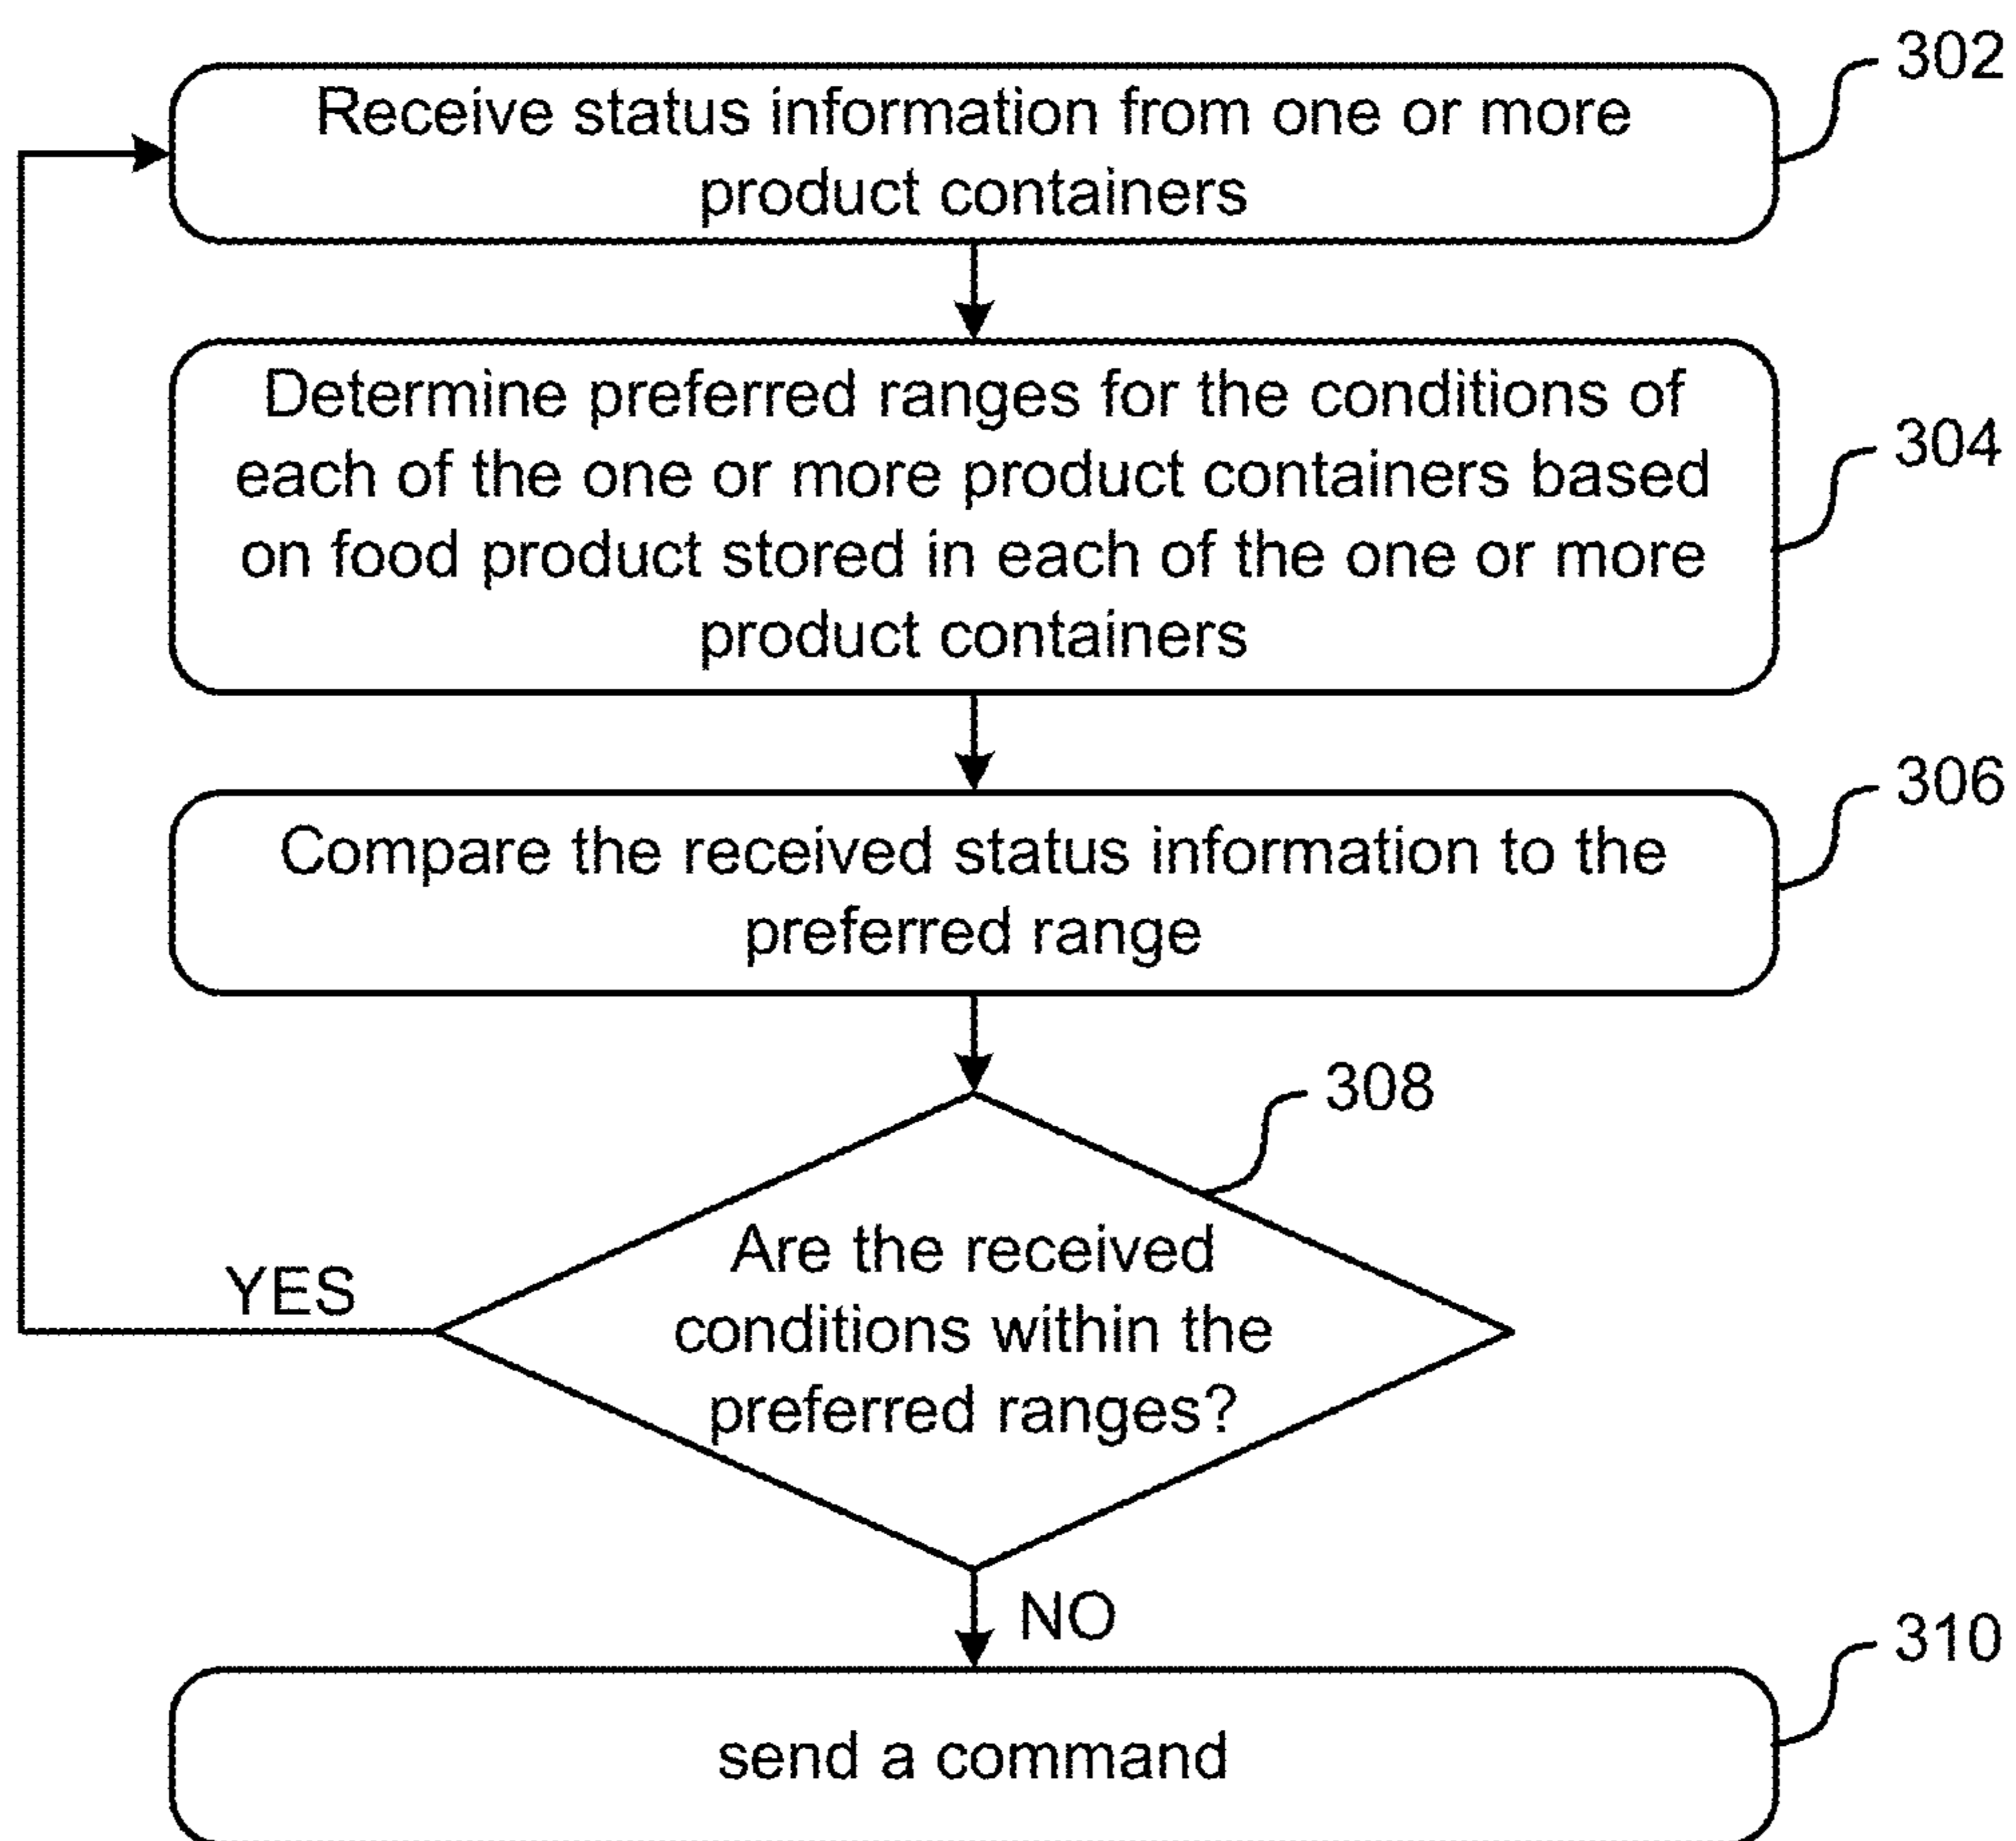 302
Receive status information from one or more
product containers
304
Determine preferred ranges for the conditions of
each of the one or more product containers based
on food product stored in each of the one or more
product containers
306
Compare the received status information to the
preferred range
308
Are the received
conditions within the
preferred ranges?
YES
NO
310
send a command